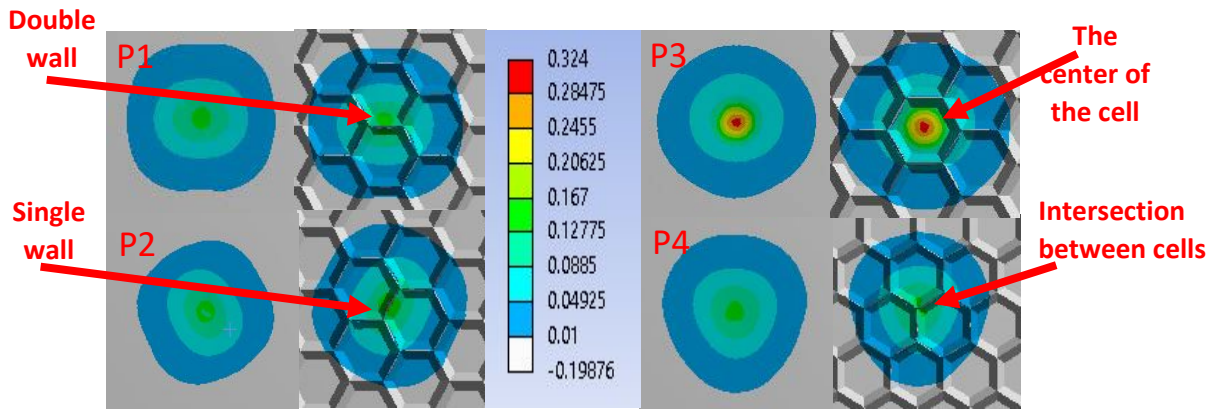 Double
wall
P1
Single
wall
P2
0.324
0.28475
0.2455
0.20625
0.167
0.12775
0.0885
0.04925
0.01
-0.19876
P3
The
center of
the cell
P4
Intersection
between cells